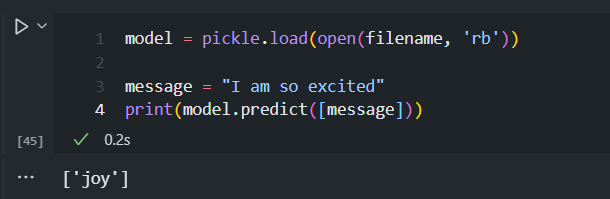 1 model = pickle.load(open(filename, 'rb'))
2
3 message = "I am so excited"
4 print(model.predict([message]))
[45] ✓ 0.2s
... ['joy']